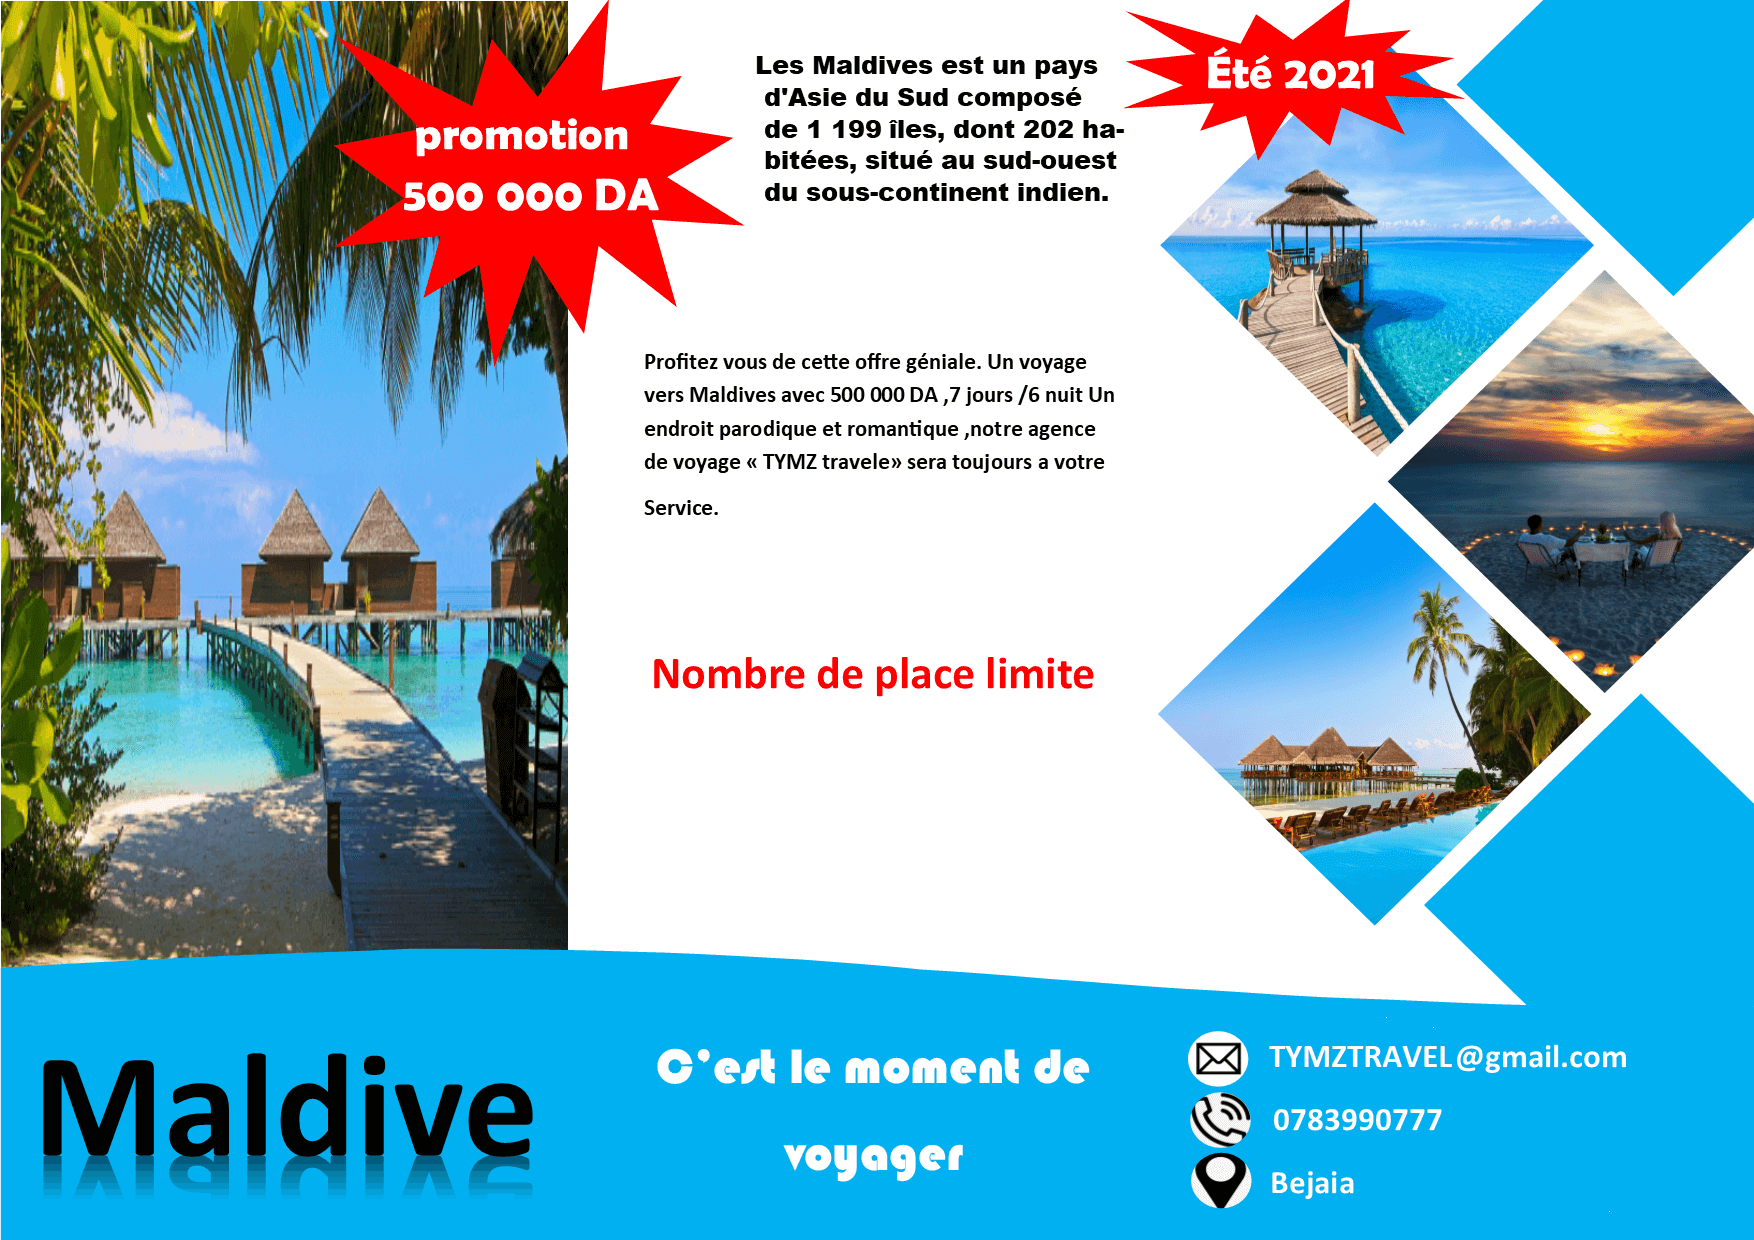 promotion
500 000 DA
Les Maldives est un pays
d'Asie du Sud composé
de 1 199 îles, dont 202 ha-
bitées, situé au sud-ouest
du sous-continent indien.
Été 2021
Profitez vous de cette offre géniale. Un voyage
vers Maldives avec 500 000 DA ,7 jours /6 nuit Un
endroit parodique et romantique ,notre agence
de voyage « TYMZ travele» sera toujours a votre
Service.
Nombre de place limite
Maldive
C'est le moment de
voyager
TYMZTRAVEL@gmail.com
0783990777
Bejaia